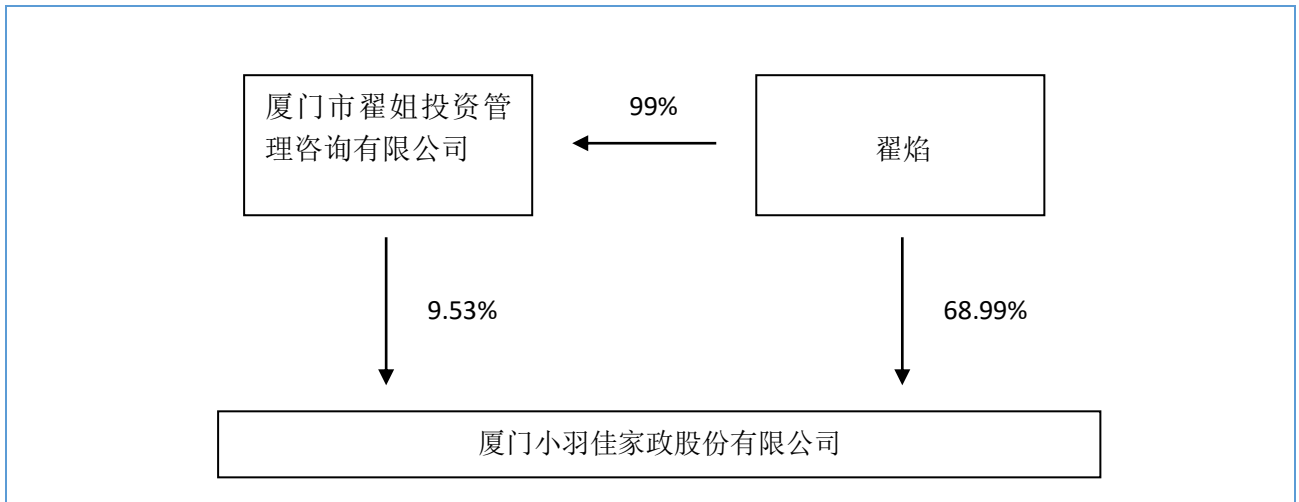 厦门市翟姐投资管
理咨询有限公司
99%
翟焰
9.53%
68.99%
厦门小羽佳家政股份有限公司